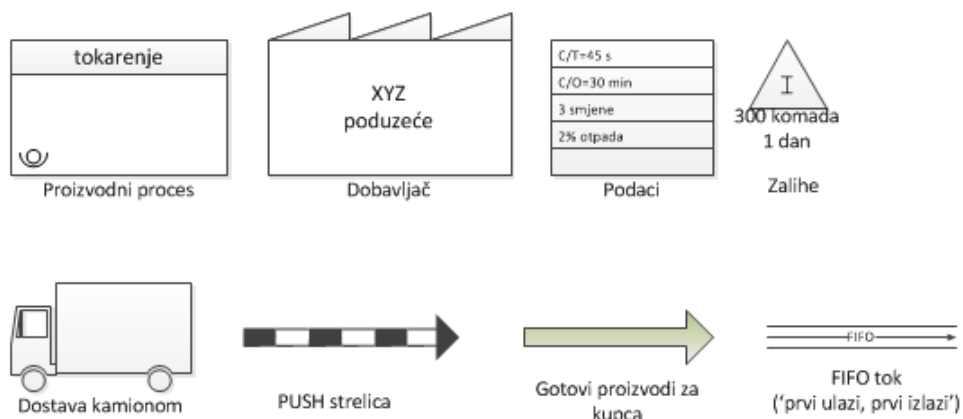 tokarenje
Proizvodni proces
XYZ
poduzeće
Dobavljač
C/T=45 s
C/O=30 min
3 smjene
2% otpada
Podaci
I
300 komada
1 dan
Zalihe
Dostava kamionom
PUSH strelica
Gotovi proizvodi za
kupca
FIFO
FIFO tok
('prvi ulazi, prvi izlazi')